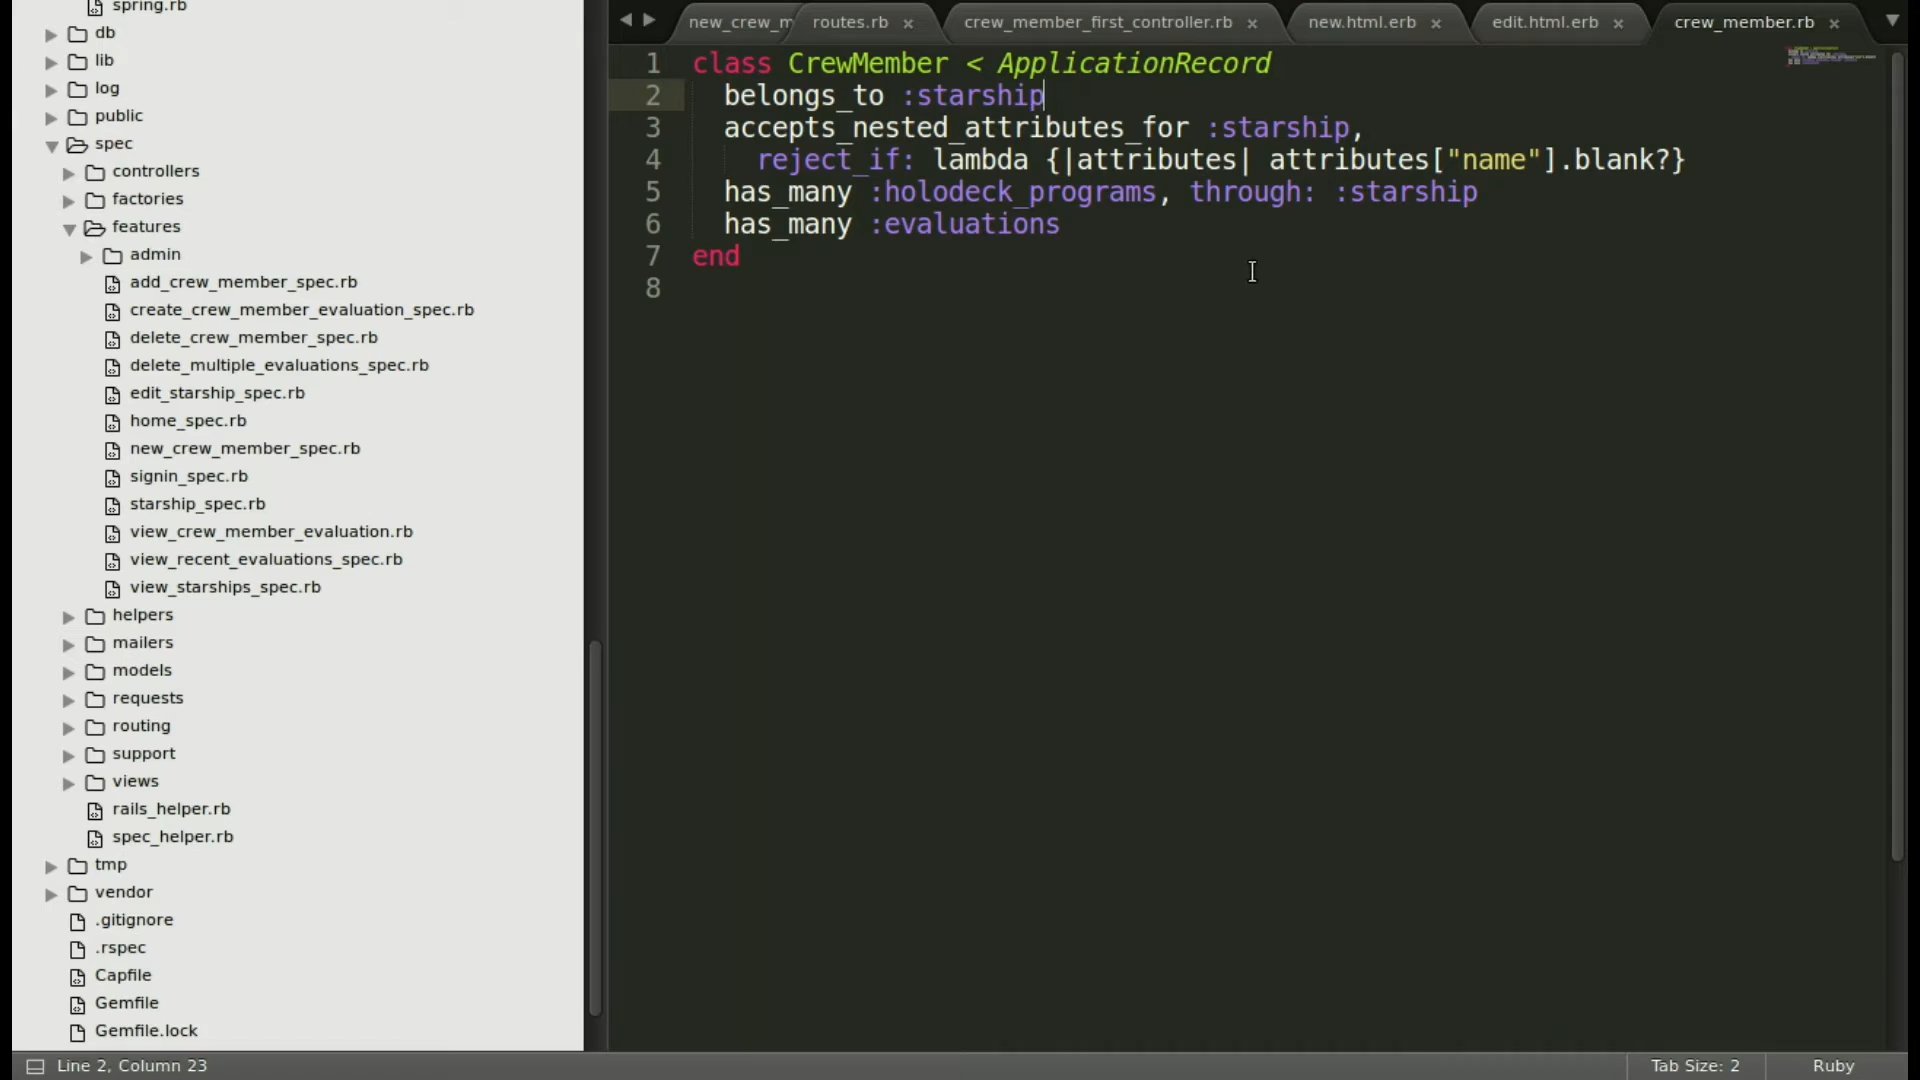 spring.rb
db
lib
log
public
spec
controllers
factories
features
admin
add_crew_member_spec.rb
create_crew_member_evaluation_spec.rb
delete_crew_member_spec.rb
delete_multiple_evaluations_spec.rb
edit_starship_spec.rb
home_spec.rb
new_crew_member_spec.rb
signin_spec.rb
starship_spec.rb
view_crew_member_evaluation.rb
view_recent_evaluations_spec.rb
view_starships_spec.rb
helpers
mailers
models
requests
routing
support
views
rails_helper.rb
spec_helper.rb
tmp
vendor
.gitignore
.rspec
Capfile
Gemfile
Gemfile.lock
new_crew_m routes.rb × crew_member_first_controller.rb × new.html.erb × edit.html.erb × crew_member.rb ×
1 class CrewMember < ApplicationRecord
2 belongs_to :starship
3 accepts_nested_attributes_for :starship,
4 reject_if: lambda {|attributes| attributes["name"].blank?}
5 has_many :holodeck_programs, through: :starship
6 has_many :evaluations
7 end
8
Line 2, Column 23 Tab Size: 2 Ruby